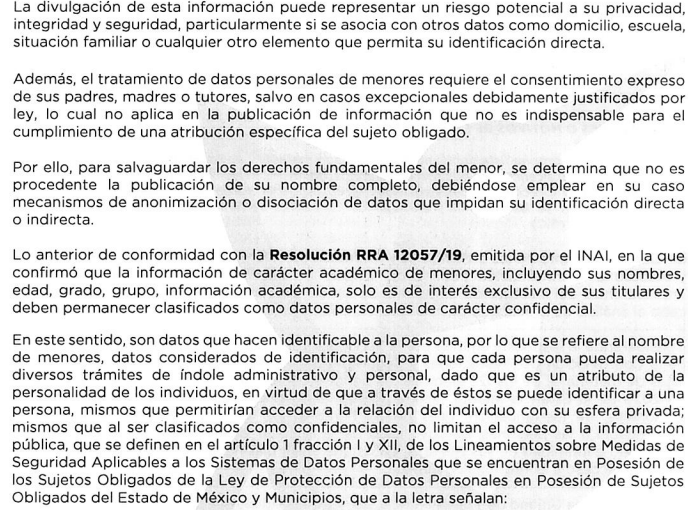 La divulgación de esta información puede representar un riesgo potencial a su privacidad,
integridad y seguridad, particularmente si se asocia con otros datos como domicilio, escuela,
situación familiar o cualquier otro elemento que permita su identificación directa.
Además, el tratamiento de datos personales de menores requiere el consentimiento expreso
de sus padres, madres o tutores, salvo en casos excepcionales debidamente justificados por
ley, lo cual no aplica en la publicación de información que no es indispensable para el
cumplimiento de una atribución específica del sujeto obligado.
Por ello, para salvaguardar los derechos fundamentales del menor, se determina que no es
procedente la publicación de su nombre completo, debiéndose emplear en su caso
mecanismos de anonimización o disociación de datos que impidan su identificación directa
o indirecta.
Lo anterior de conformidad con la Resolución RRA 12057/19, emitida por el INAI, en la que
confirmó que la información de carácter académico de menores, incluyendo sus nombres,
edad, grado, grupo, información académica, solo es de interés exclusivo de sus titulares y
deben permanecer clasificados como datos personales de carácter confidencial.
En este sentido, son datos que hacen identificable a la persona, por lo que se refiere al nombre
de menores, datos considerados de identificación, para que cada persona pueda realizar
diversos trámites de índole administrativo y personal, dado que es un atributo de la
personalidad de los individuos, en virtud de que a través de éstos se puede identificar a una
persona, mismos que permitirían acceder a la relación del individuo con su esfera privada;
mismos que al ser clasificados como confidenciales, no limitan el acceso a la información
pública, que se definen en el artículo 1 fracción I y XII, de los Lineamientos sobre Medidas de
Seguridad Aplicables a los Sistemas de Datos Personales que se encuentran en Posesión de
los Sujetos Obligados de la Ley de Protección de Datos Personales en Posesión de Sujetos
Obligados del Estado de México y Municipios, que a la letra señalan: